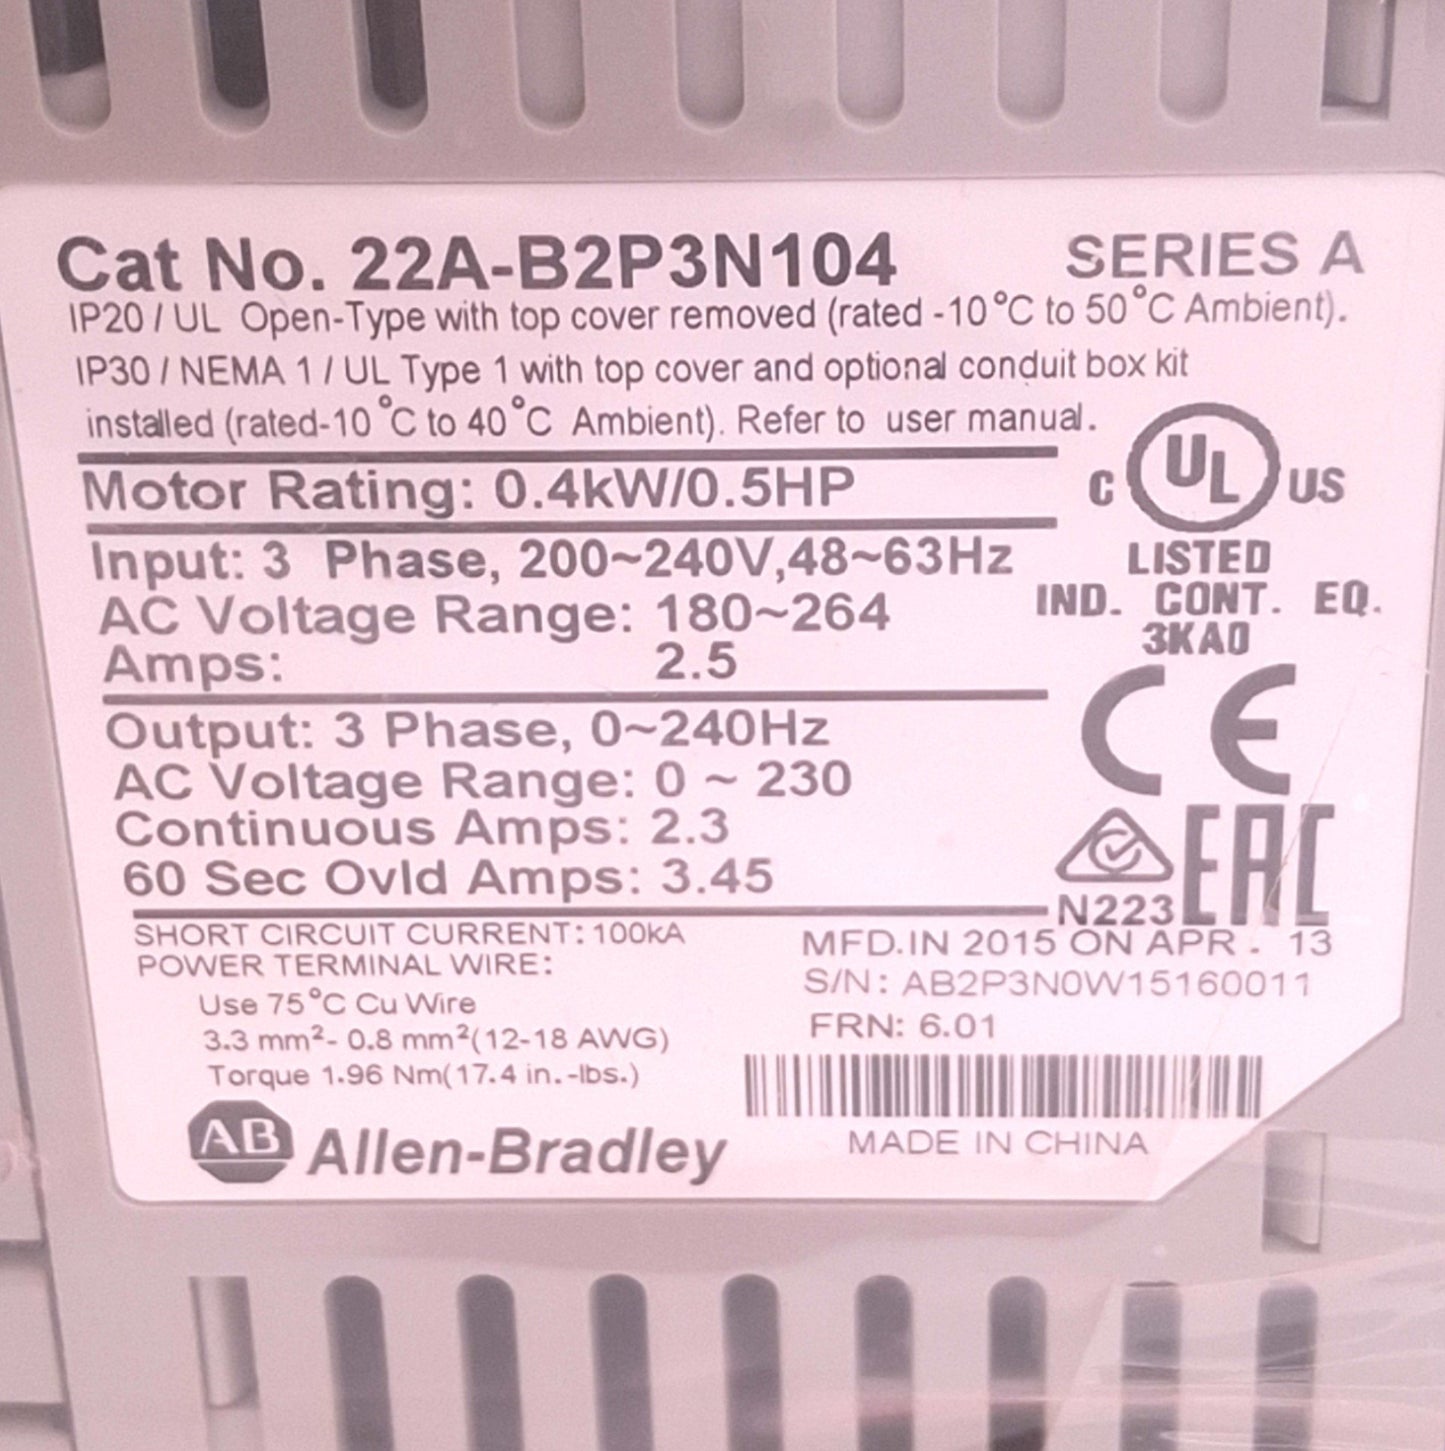 Cat No. 22A-B2P3N104 SERIES A
IP20 / UL Open-Type with top cover removed (rated -10°C to 50°C Ambient).
IP30 / NEMA 1 / UL Type 1 with top cover and optional conduit box kit
installed (rated-10°C to 40°C Ambient). Refer to user manual.
Motor Rating: 0.4kW/0.5HP
C UL US
LISTED
IND. CONT. EQ.
3KA0
Input: 3 Phase, 200~240V,48~63Hz
AC Voltage Range: 180~264
Amps: 2.5
CE
Output: 3 Phase, 0~240Hz
AC Voltage Range: 0 ~ 230
Continuous Amps: 2.3
60 Sec Ovld Amps: 3.45
EAC
N223
SHORT CIRCUIT CURRENT: 100kA
POWER TERMINAL WIRE:
Use 75°C Cu Wire
3.3 mm²- 0.8 mm²(12-18 AWG)
Torque 1.96 Nm(17.4 in.-lbs.)
MFD.IN 2015 ON APR . 13
S/N: AB2P3N0W15160011
FRN: 6.01
AB Allen-Bradley
MADE IN CHINA